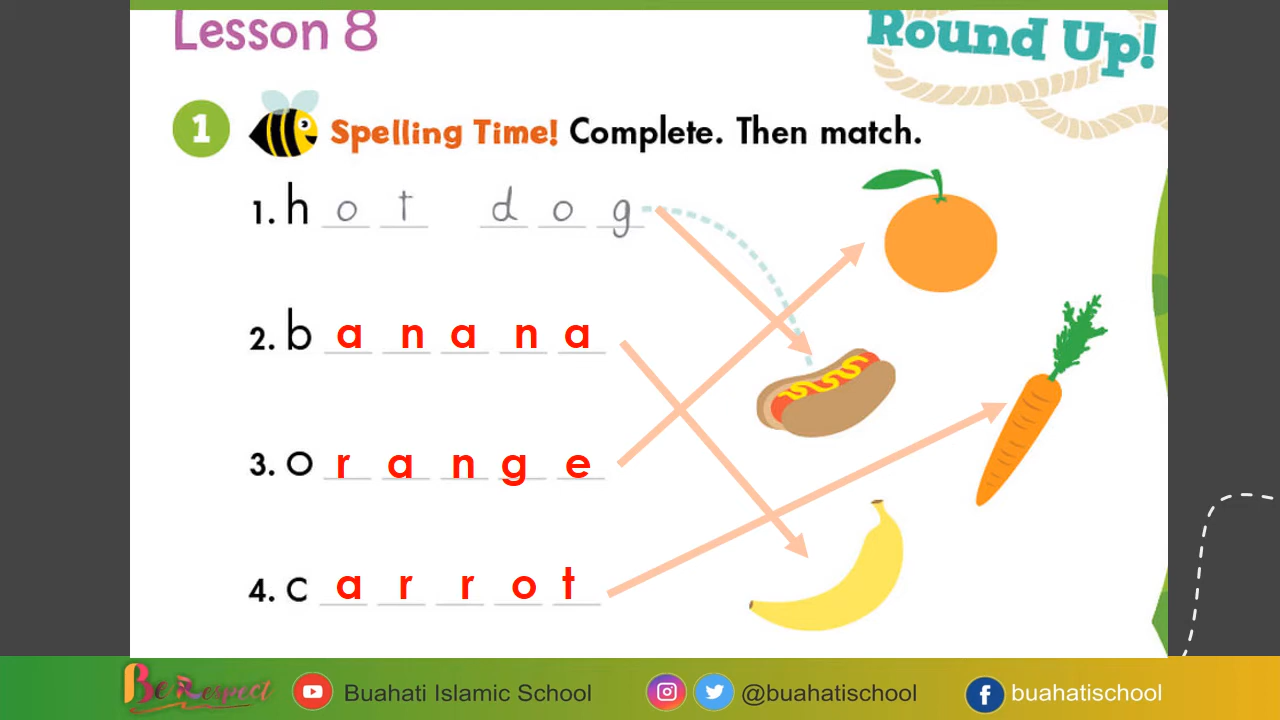 Lesson 8
Round Up!
1 Spelling Time! Complete. Then match.
1. h o t d o g
2. b a n a n a
3. o r a n g e
4. c a r r o t
Be Respect
Buahati Islamic School
@buahatischool
buahatischool